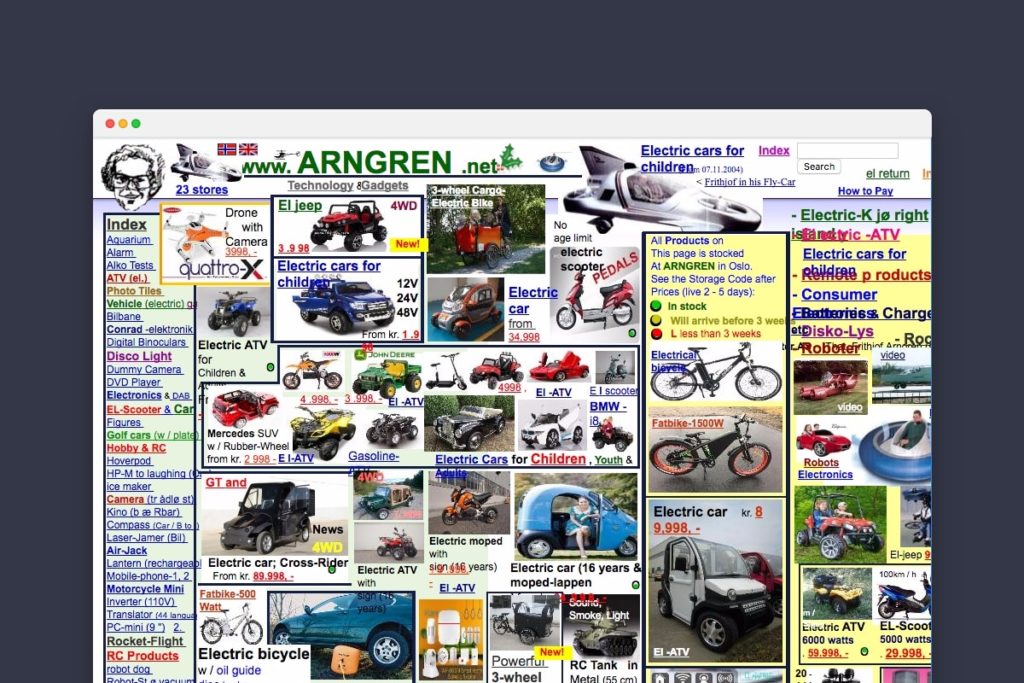 www. ARNGREN .net
23 stores
Technology & Gadgets
Electric cars for
children
(from 07.11.2004)
< Frithjof in his Fly-Car
Index
Search
el return
How to Pay
Index
Aquarium
Alarm
Alko Tests
ATV (el.)
Photo Tiles
Vehicle (electric)
Bilbane
Conrad -elektronik
Digital Binoculars
Disco Light
Dummy Camera
DVD Player
Electronics & DAB
EL-Scooter & Car
Figures
Golf cars (w / plate)
Hobby & RC
Hoverpod
HP-M to laughing (
ice maker
Camera (tr ådlø st)
Kino (b æ Rbar)
Compass (Car / B to
Laser-Jamer (Bil)
Air-Jack
Lantern (rechargeabl
Mobile-phone-1, 2
Motorcycle Mini
Inverter (110V)
Translator (44 langua
PC-mini (9 ") 2.
Rocket-Flight
RC Products
robot dog
Robot-St ø vacuum
Drone
with
Camera
3998, -
quattro-X
El jeep
4WD
3 ,9 98
New!
Electric cars for
children
12V
24V
48V
From kr. 1 .9
3-wheel Cargo-
Electric Bike
Electric
car
from
34.998
No
age limit
electric
scooter
PEDALS
All Products on
This page is stocked
At ARNGREN in Oslo.
See the Storage Code after
Prices (live 2 - 5 days):
In stock
Will arrive before 3 weeks
L less than 3 weeks
- Electric-K jø right
island y
- Electric -ATV
Electric cars for
children
- Remote p roducts
- Consumer
Electronics
- Batteries & Charge
etc
- Disko-Lys
- Roc
- Roboter
video
video
Electric ATV
for
Children &
Adults
4 .998, -
JOHN DEERE
3 .998, -
El -ATV
4998 ,
El -ATV
E l scooter
BMW -
i8
Mercedes SUV
w / Rubber-Wheel
from kr. 2 998 -
E l -ATV
Gasoline-
ATV
Electric Cars for Children , Youth &
Adults
Electrical
bicycle
Fatbike-1500W
Robots
Electronics
GT and
News
4WD
Electric car; Cross-Rider
From kr. 89.998, -
4WD
Electric ATV
with
sign (16
years)
Electric moped
with
sign (16 years)
El -ATV
Electric car (16 years &
moped-lappen
Electric car kr. 8
9,998, -
El -ATV
El-jeep 9
Fatbike-500
Watt
Electric bicycle
w / oil guide
New!
Powerful
3-wheel
Sound,
Smoke, Light
RC Tank in
Metal (55 cm)
Electric ATV
6000 watts
59.998, -
100km / h
EL-Scoot
5000 watts
29.998, -
20 -